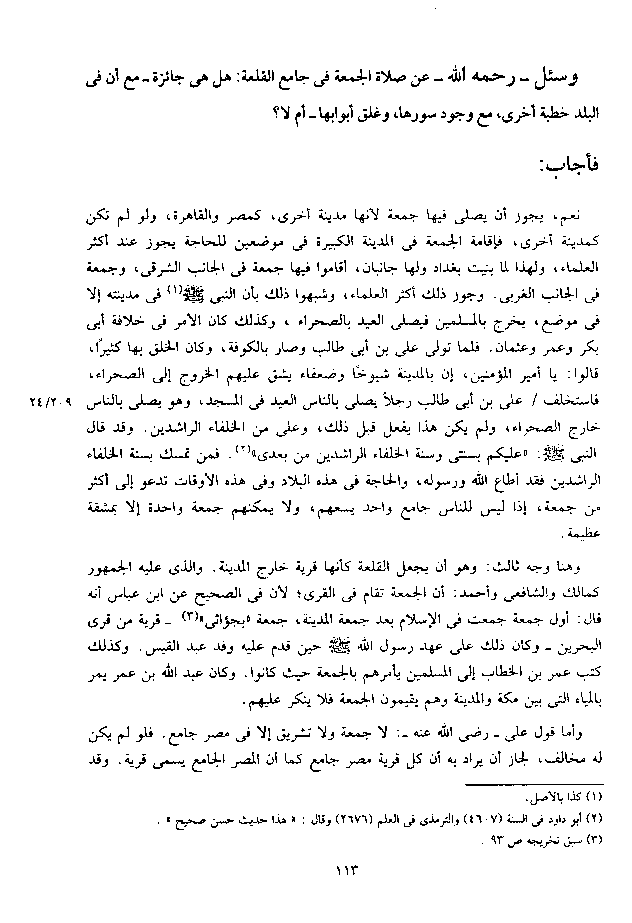 وسئل ـ رحمه الله ـ عن صلاة الجمعة فى جامع القلعة: هل هى جائزة ـ مع أن فى
البلد خطبة أخرى، مع وجود سورها، وغلق أبوابها ـ أم لا؟
فأجاب:
نعم، يجوز أن يصلى فيها جمعة لأنها مدينة أخرى، كمصر والقاهرة، ولو لم تكن
كمدينة أخرى، فإقامة الجمعة فى المدينة الكبيرة فى موضعين للحاجة يجوز عند أكثر
العلماء، ولهذا لما بنيت بغداد ولها جانبان، أقاموا فيها جمعة فى الجانب الشرقى، وجمعة
فى الجانب الغربى. وجوز ذلك أكثر العلماء، وشبهوا ذلك بأن النبى ﷺ(١) فى مدينته إلا
فى موضع، يخرج بالمسلمين فيصلى العيد بالصحراء ، وكذلك كان الأمر فى خلافة أبى
بكر وعمر وعثمان. فلما تولى على بن أبى طالب وصار بالكوفة، وكان الخلق بها كثيرًا،
قالوا: يا أمير المؤمنين، إن بالمدينة شيوخًا وضعفاء يشق عليهم الخروج إلى الصحراء،
فاستخلف / على بن أبى طالب رجلاً يصلى بالناس العيد فى المسجد، وهو يصلى بالناس
٢٤/٢٠٩
خارج الصحراء، ولم يكن هذا يفعل قبل ذلك، وعلى من الخلفاء الراشدين. وقد قال
النبى ﷺ: «عليكم بسنتى وسنة الخلفاء الراشدين من بعدى»(٢). فمن تمسك بسنة الخلفاء
الراشدين فقد أطاع الله ورسوله، والحاجة فى هذه البلاد وفى هذه الأوقات تدعو إلى أكثر
من جمعة، إذا ليس للناس جامع واحد يسعهم، ولا يمكنهم جمعة واحدة إلا بمشقة
عظيمة.
وهنا وجه ثالث: وهو أن يجعل القلعة كأنها قرية خارج المدينة. والذى عليه الجمهور
كمالك والشافعى وأحمد: أن الجمعة تقام فى القرى؛ لأن فى الصحيح عن ابن عباس أنه
قال: أول جمعة جمعت فى الإسلام بعد جمعة المدينة، جمعة «بجؤاثى»(٣) ـ قرية من قرى
البحرين ـ وكان ذلك على عهد رسول الله ﷺ حين قدم عليه وفد عبد القيس. وكذلك
كتب عمر بن الخطاب إلى المسلمين يأمرهم بالجمعة حيث كانوا. وكان عبد الله بن عمر يمر
بالمياه التى بين مكة والمدينة وهم يقيمون الجمعة فلا ينكر عليهم.
وأما قول على ـ رضى الله عنه ـ: لا جمعة ولا تشريق إلا فى مصر جامع. فلو لم يكن
له مخالف، لجاز أن يراد به أن كل قرية مصر جامع كما أن المصر الجامع يسمى قرية. وقد
(١) كذا بالأصل.
(٢) أبو داود فى السنة (٤٦٠٧) والترمذى فى العلم (٢٦٧٦) وقال : « هذا حديث حسن صحيح » .
(٣) سبق تخريجه ص ٩٣ .
١١٣